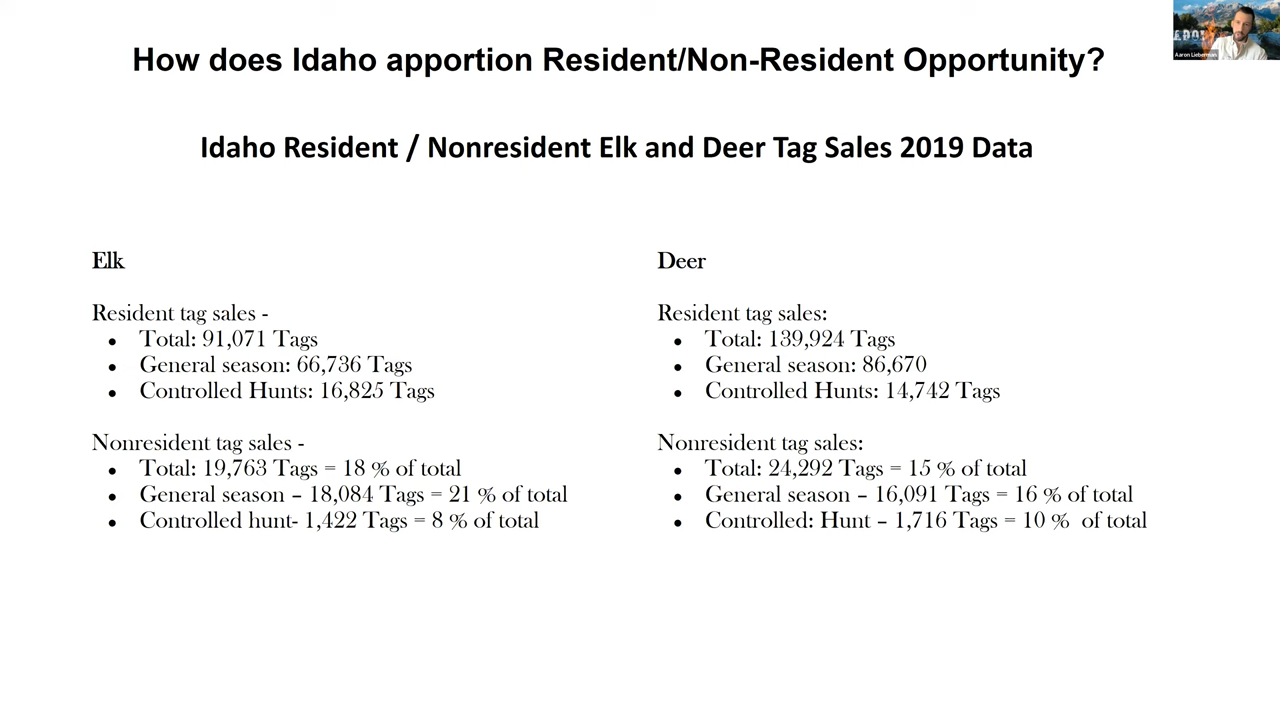 How does Idaho apportion Resident/Non-Resident Opportunity?
Aaron Lieberman
Idaho Resident / Nonresident Elk and Deer Tag Sales 2019 Data
Elk
Resident tag sales -
• Total: 91,071 Tags
• General season: 66,736 Tags
• Controlled Hunts: 16,825 Tags
Nonresident tag sales -
• Total: 19,763 Tags = 18 % of total
• General season – 18,084 Tags = 21 % of total
• Controlled hunt- 1,422 Tags = 8 % of total
Deer
Resident tag sales:
• Total: 139,924 Tags
• General season: 86,670
• Controlled Hunts: 14,742 Tags
Nonresident tag sales:
• Total: 24,292 Tags = 15 % of total
• General season – 16,091 Tags = 16 % of total
• Controlled: Hunt – 1,716 Tags = 10 % of total